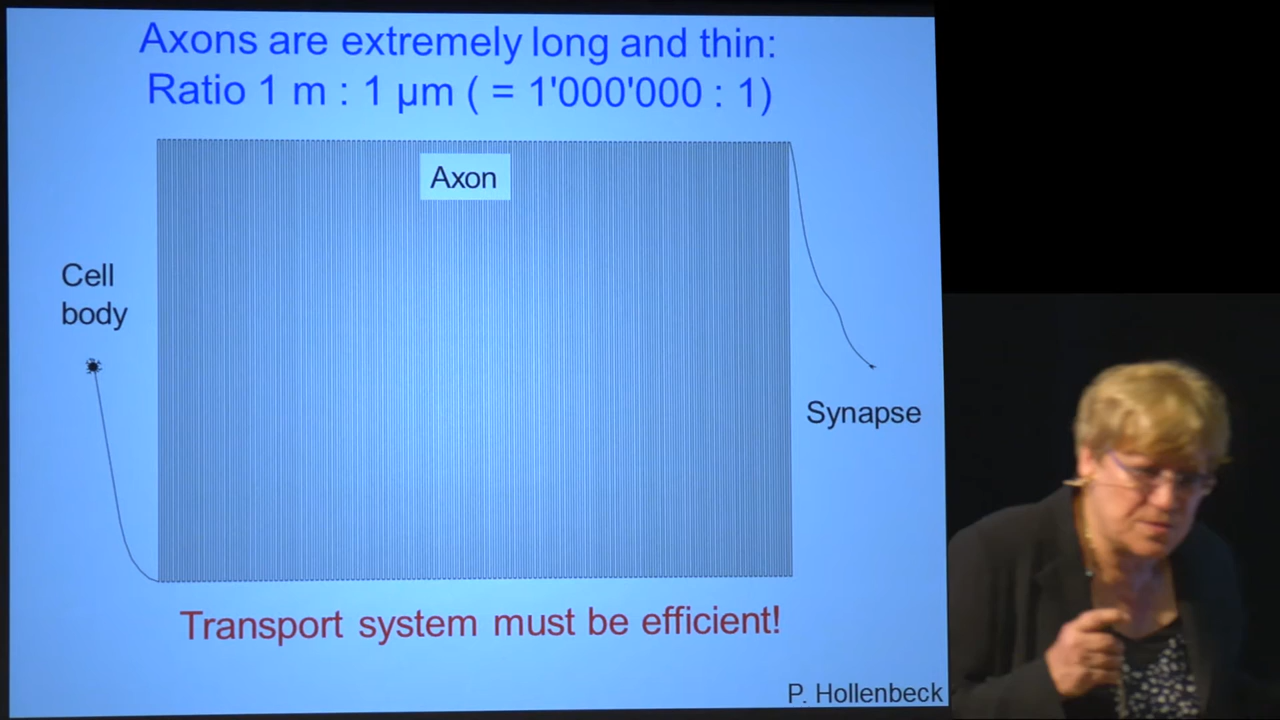 Axons are extremely long and thin:
Ratio 1 m : 1 µm ( = 1'000'000 : 1)
Axon
Cell
body
Synapse
Transport system must be efficient!
P. Hollenbeck